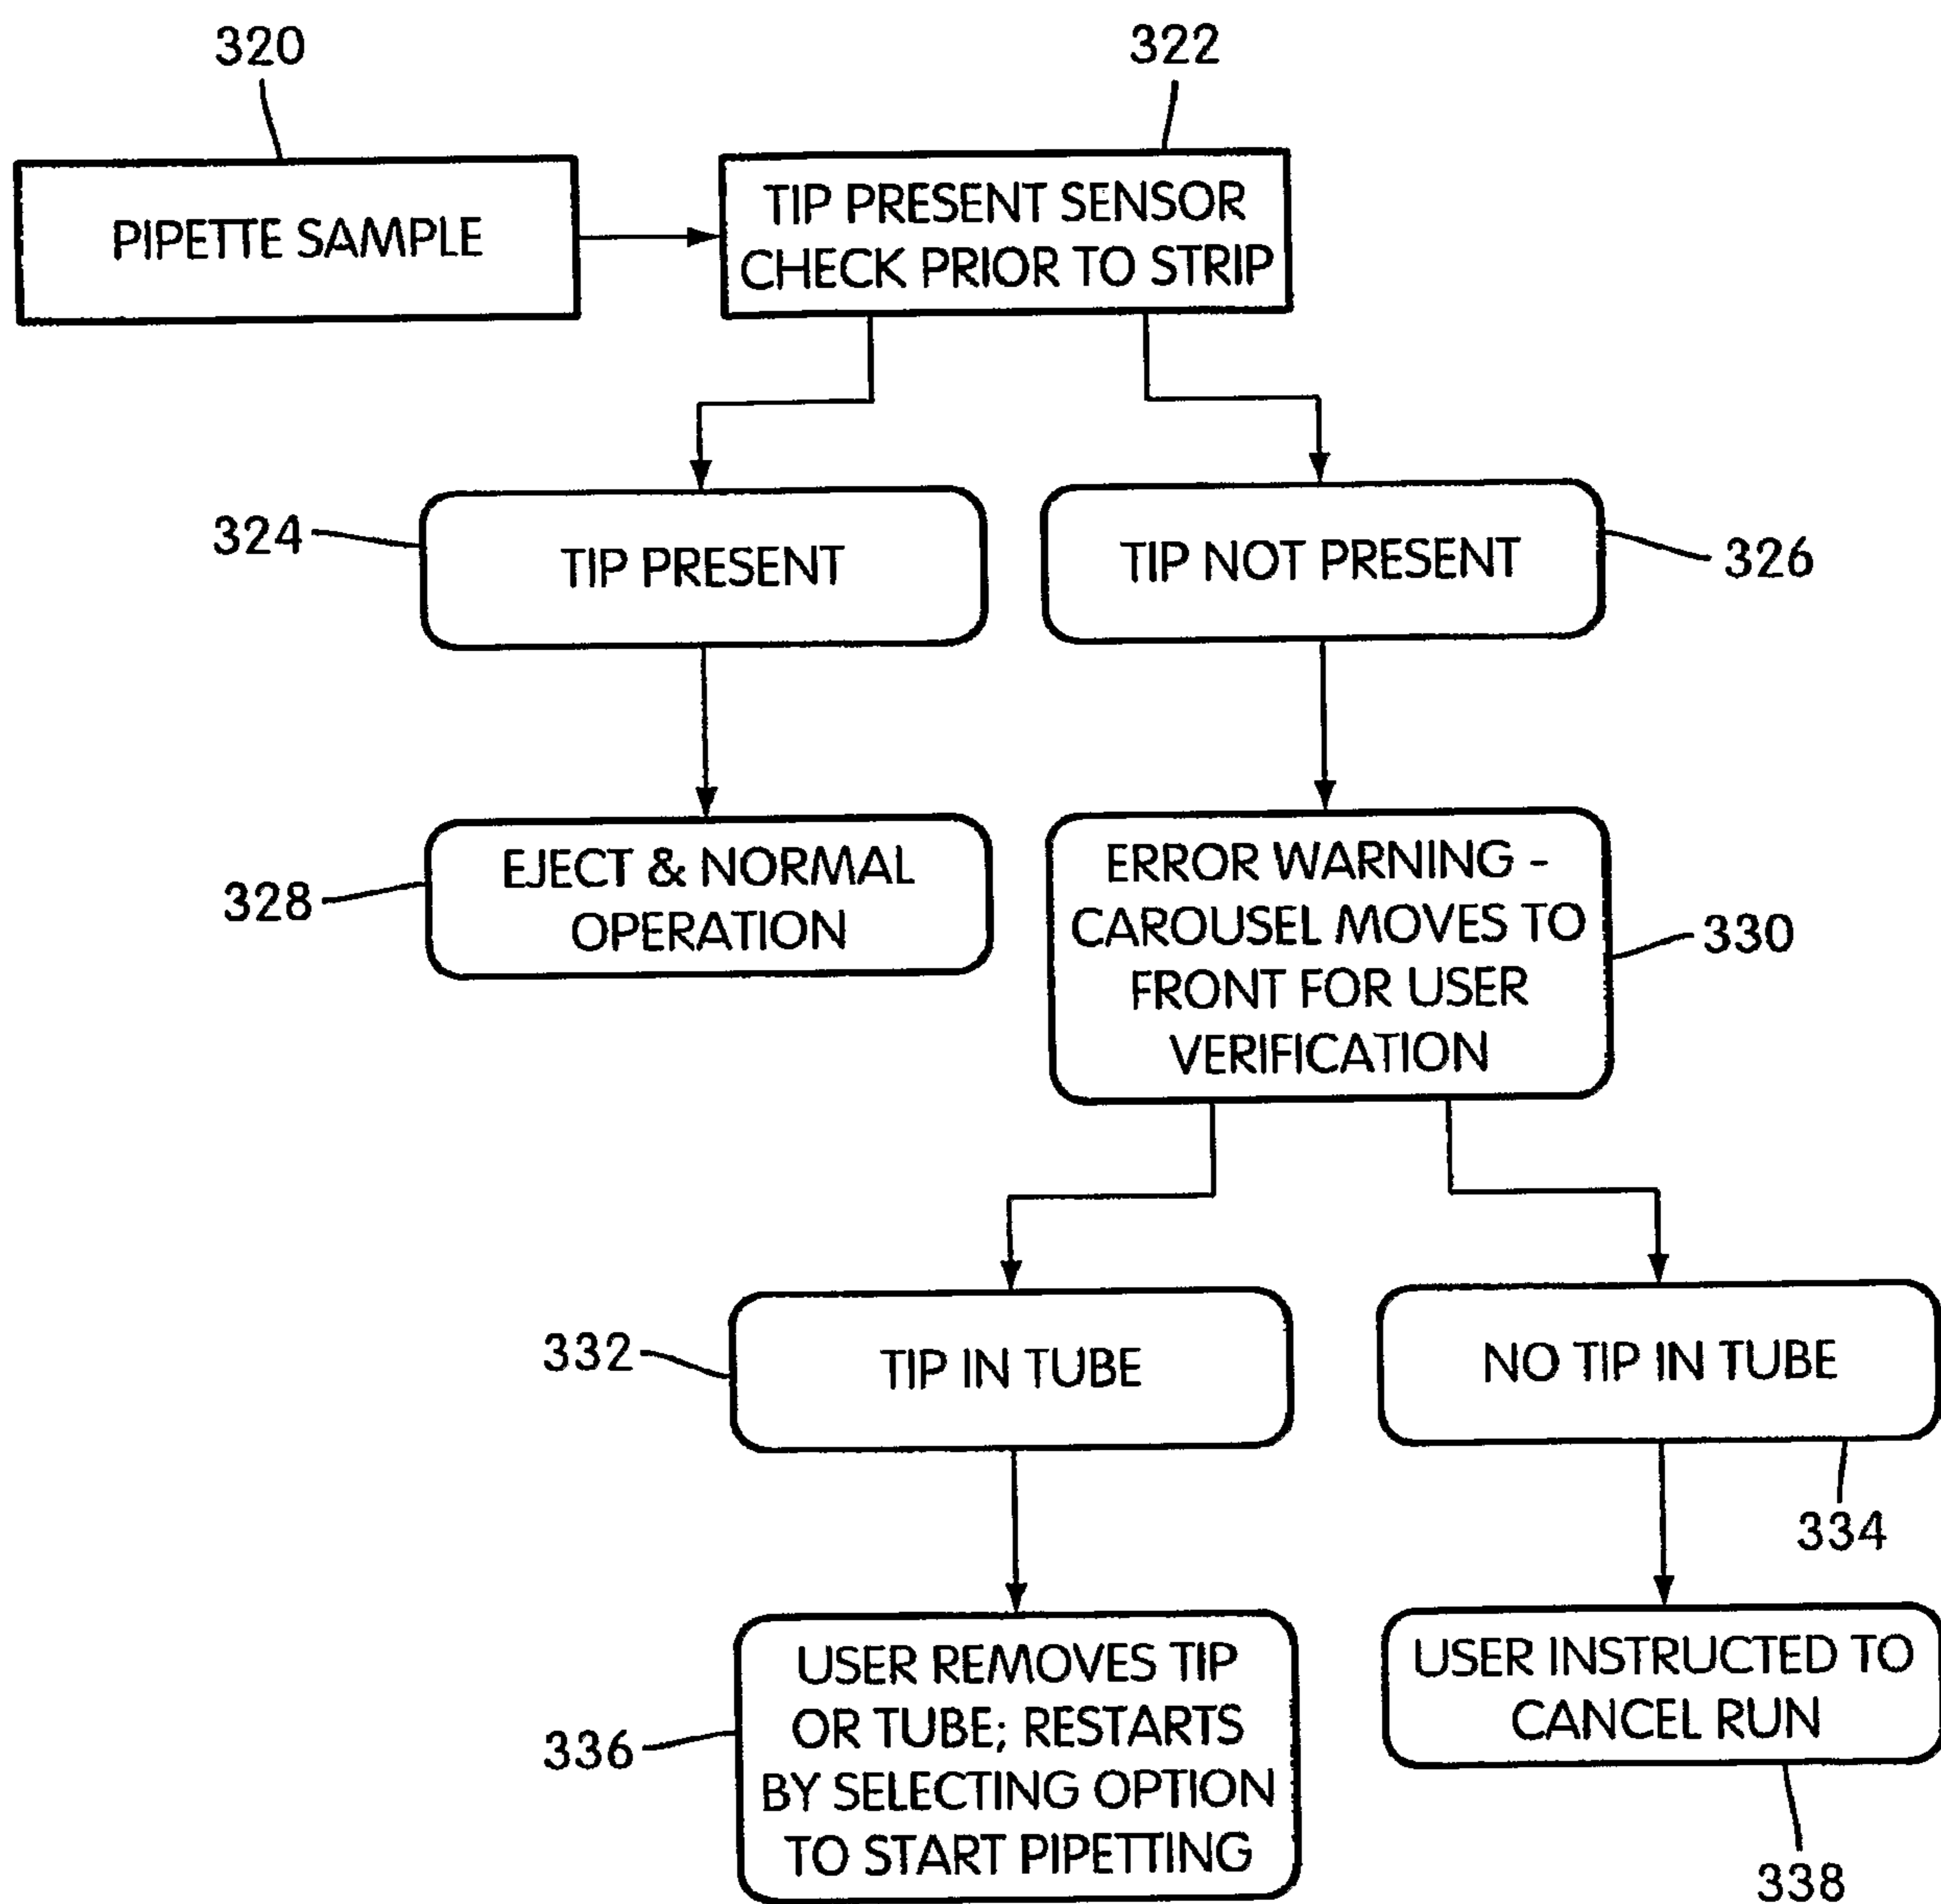 320
322
PIPETTE SAMPLE
TIP PRESENT SENSOR
CHECK PRIOR TO STRIP
324
TIP PRESENT
TIP NOT PRESENT
326
328
EJECT & NORMAL
OPERATION
ERROR WARNING -
CAROUSEL MOVES TO
FRONT FOR USER
VERIFICATION
330
332
TIP IN TUBE
NO TIP IN TUBE
334
336
USER REMOVES TIP
OR TUBE; RESTARTS
BY SELECTING OPTION
TO START PIPETTING
USER INSTRUCTED TO
CANCEL RUN
338